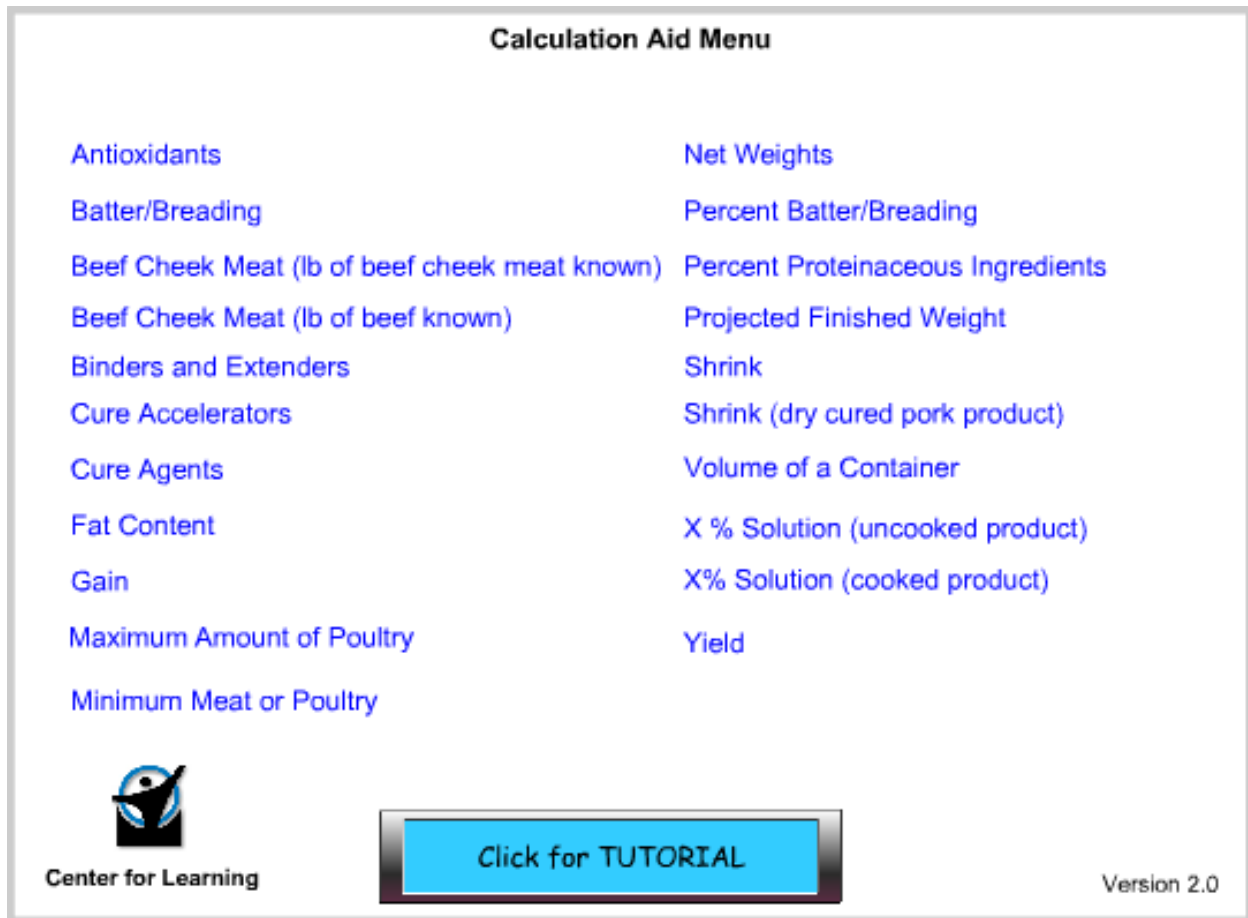 Calculation Aid Menu
Antioxidants
Batter/Breading
Beef Cheek Meat (lb of beef cheek meat known)
Beef Cheek Meat (lb of beef known)
Binders and Extenders
Cure Accelerators
Cure Agents
Fat Content
Gain
Maximum Amount of Poultry
Minimum Meat or Poultry
Net Weights
Percent Batter/Breading
Percent Proteinaceous Ingredients
Projected Finished Weight
Shrink
Shrink (dry cured pork product)
Volume of a Container
X % Solution (uncooked product)
X% Solution (cooked product)
Yield
Center for Learning
Click for TUTORIAL
Version 2.0